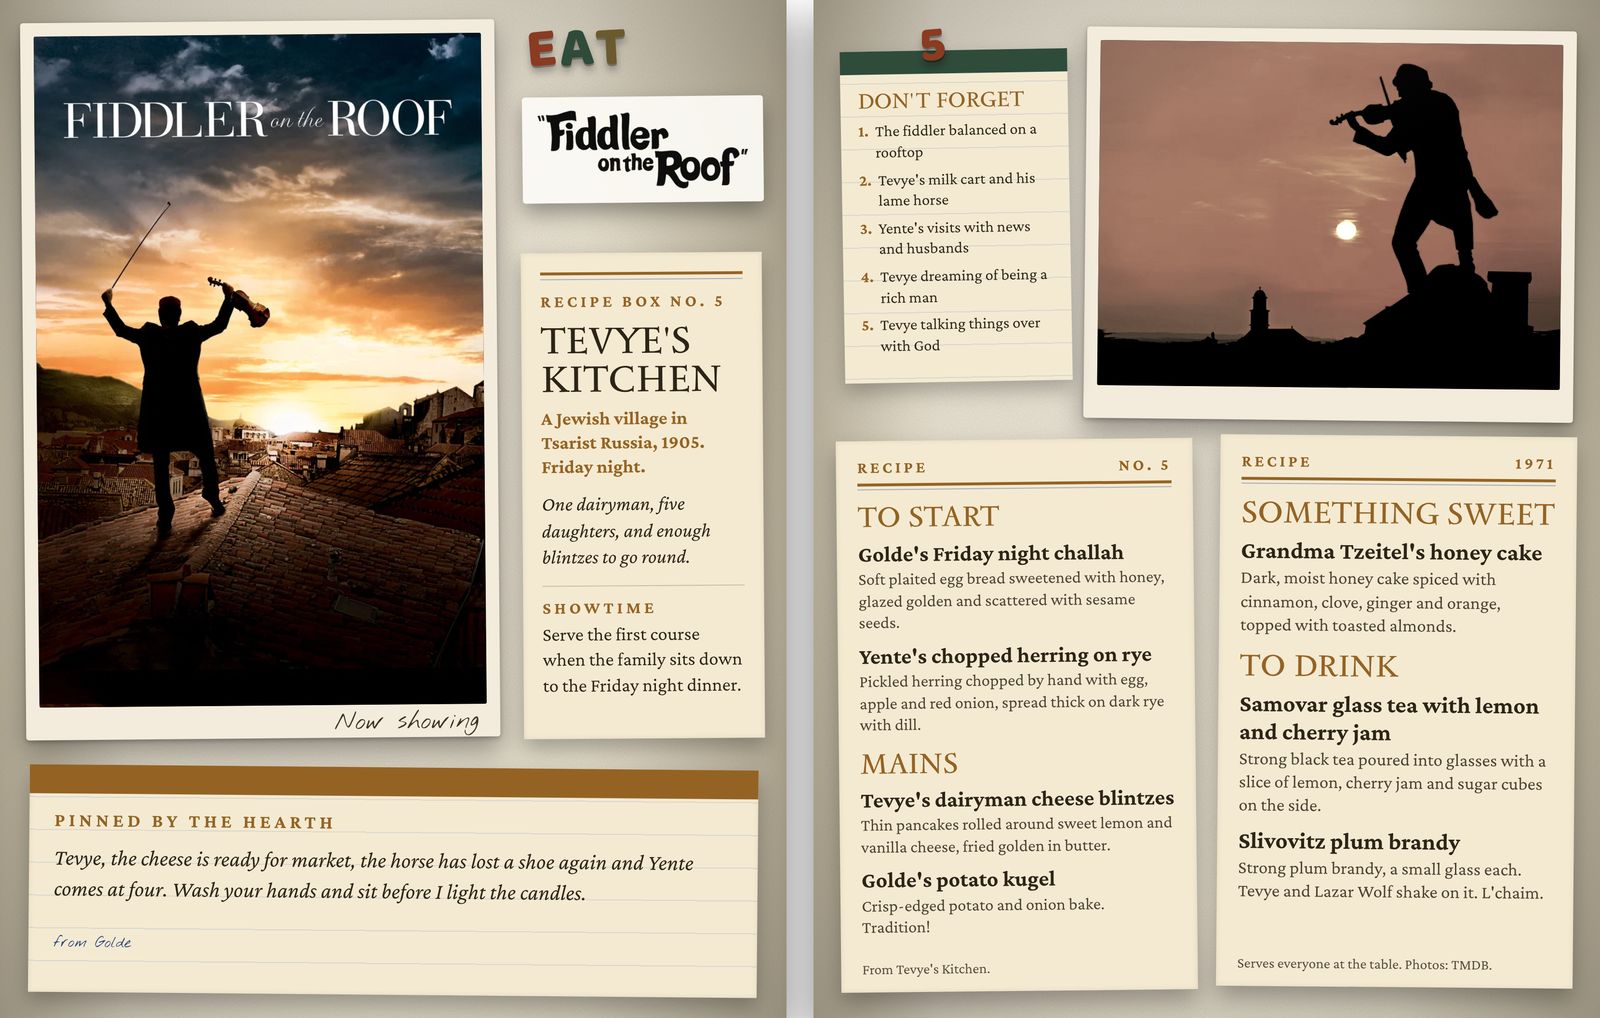 FIDDLER on the ROOF
Now showing
EAT
"Fiddler
on the Roof"
RECIPE BOX NO. 5
TEVYE'S
KITCHEN
A Jewish village in
Tsarist Russia, 1905.
Friday night.
One dairyman, five
daughters, and enough
blintzes to go round.
SHOWTIME
Serve the first course
when the family sits down
to the Friday night dinner.
PINNED BY THE HEARTH
Tevye, the cheese is ready for market, the horse has lost a shoe again and Yente
comes at four. Wash your hands and sit before I light the candles.
from Golde
5
DON'T FORGET
1. The fiddler balanced on a
rooftop
2. Tevye's milk cart and his
lame horse
3. Yente's visits with news
and husbands
4. Tevye dreaming of being a
rich man
5. Tevye talking things over
with God
RECIPE NO. 5
TO START
Golde's Friday night challah
Soft plaited egg bread sweetened with honey,
glazed golden and scattered with sesame
seeds.
Yente's chopped herring on rye
Pickled herring chopped by hand with egg,
apple and red onion, spread thick on dark rye
with dill.
MAINS
Tevye's dairyman cheese blintzes
Thin pancakes rolled around sweet lemon and
vanilla cheese, fried golden in butter.
Golde's potato kugel
Crisp-edged potato and onion bake.
Tradition!
From Tevye's Kitchen.
RECIPE 1971
SOMETHING SWEET
Grandma Tzeitel's honey cake
Dark, moist honey cake spiced with
cinnamon, clove, ginger and orange,
topped with toasted almonds.
TO DRINK
Samovar glass tea with lemon
and cherry jam
Strong black tea poured into glasses with a
slice of lemon, cherry jam and sugar cubes
on the side.
Slivovitz plum brandy
Strong plum brandy, a small glass each.
Tevye and Lazar Wolf shake on it. L'chaim.
Serves everyone at the table. Photos: TMDB.